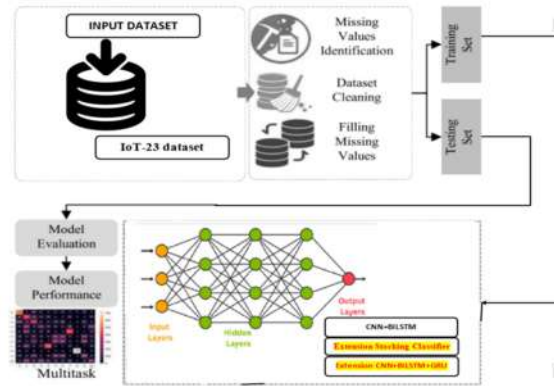 INPUT DATASET
IoT-23 dataset
Missing
Values
Identification
Dataset
Cleaning
Filling
Missing
Values
Training
Set
Testing
Set
Model
Evaluation
Model
Performance
Multitask
Input
Layers
Hidden
Layers
Output
Layers
CNN+BILSTM
Extension Stacking Classifier
Extension CNN+BILSTM+GRU